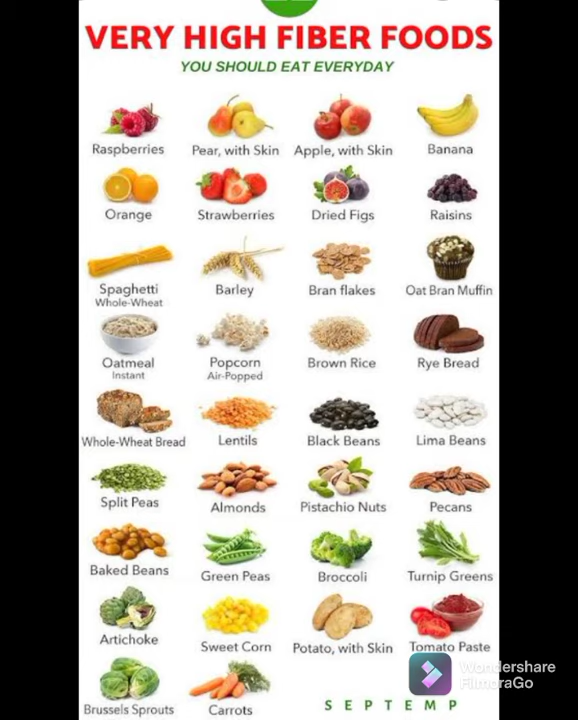 VERY HIGH FIBER FOODS
YOU SHOULD EAT EVERYDAY
Raspberries
Pear, with Skin
Apple, with Skin
Banana
Orange
Strawberries
Dried Figs
Raisins
Spaghetti
Whole-Wheat
Barley
Bran flakes
Oat Bran Muffin
Oatmeal
Instant
Popcorn
Air-Popped
Brown Rice
Rye Bread
Whole-Wheat Bread
Lentils
Black Beans
Lima Beans
Split Peas
Almonds
Pistachio Nuts
Pecans
Baked Beans
Green Peas
Broccoli
Turnip Greens
Artichoke
Sweet Corn
Potato, with Skin
Tomato Paste
Brussels Sprouts
Carrots
SEPTEMP
Wondershare
FilmoraGo